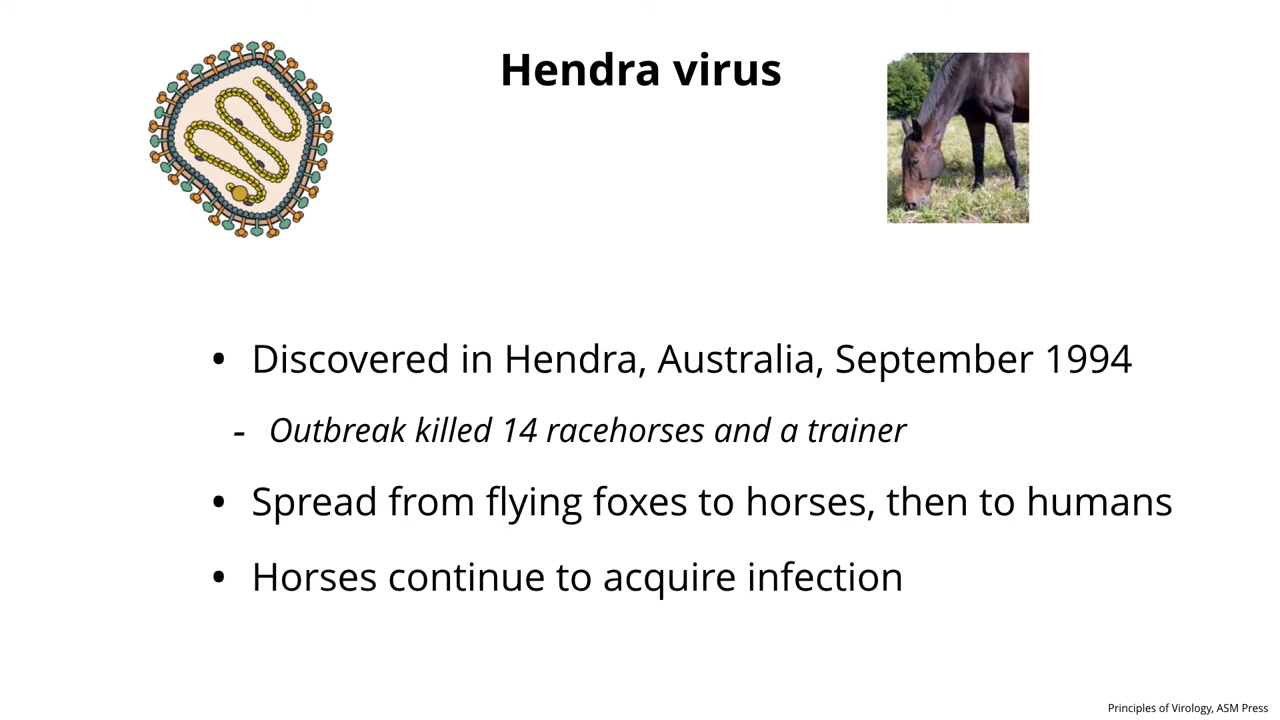 Hendra virus
• Discovered in Hendra, Australia, September 1994
- Outbreak killed 14 racehorses and a trainer
• Spread from flying foxes to horses, then to humans
• Horses continue to acquire infection
Principles of Virology, ASM Press